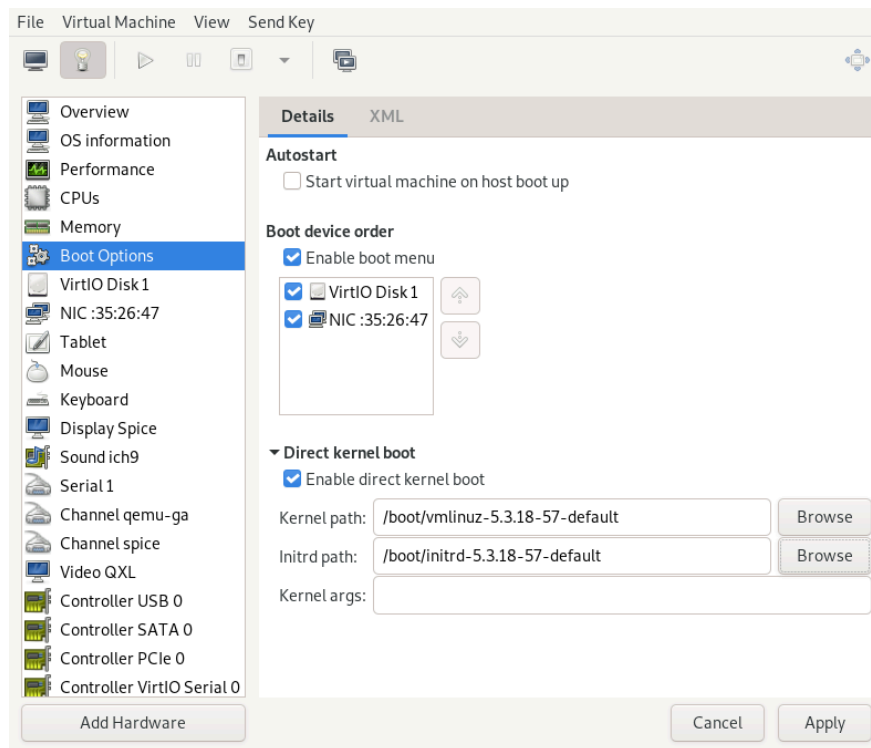 File Virtual Machine View Send Key
Overview
OS information
Performance
CPUs
Memory
Boot Options
VirtIO Disk 1
NIC :35:26:47
Tablet
Mouse
Keyboard
Display Spice
Sound ich9
Serial 1
Channel qemu-ga
Channel spice
Video QXL
Controller USB 0
Controller SATA 0
Controller PCIe 0
Controller VirtIO Serial 0
Add Hardware
Details XML
Autostart
Start virtual machine on host boot up
Boot device order
Enable boot menu
VirtIO Disk 1
NIC :35:26:47
Direct kernel boot
Enable direct kernel boot
Kernel path: /boot/vmlinuz-5.3.18-57-default Browse
Initrd path: /boot/initrd-5.3.18-57-default Browse
Kernel args:
Cancel Apply